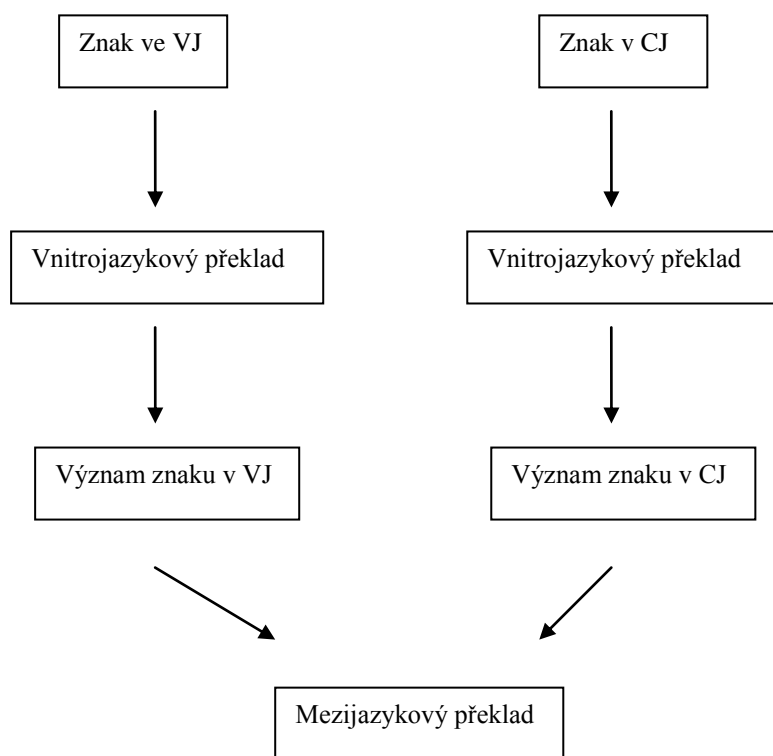 Znak ve VJ
Znak v CJ
Vnitrojazykový překlad
Vnitrojazykový překlad
Význam znaku v VJ
Význam znaku v CJ
Mezijazykový překlad